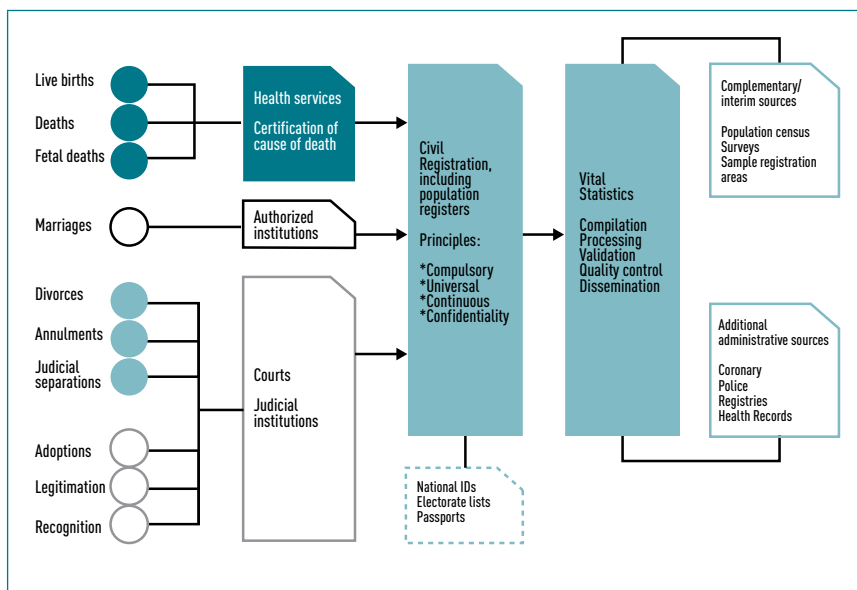 Live births
Deaths
Fetal deaths
Marriages
Divorces
Annulments
Judicial
separations
Adoptions
Legitimation
Recognition
Health services
Certification of
cause of death
Authorized
institutions
Courts
Judicial
institutions
Civil
Registration,
including
population
registers
Principles:
*Compulsory
*Universal
*Continuous
*Confidentiality
National IDs
Electorate lists
Passports
Vital
Statistics
Compilation
Processing
Validation
Quality control
Dissemination
Complementary/
interim sources
Population census
Surveys
Sample registration
areas
Additional
administrative sources
Coronary
Police
Registries
Health Records